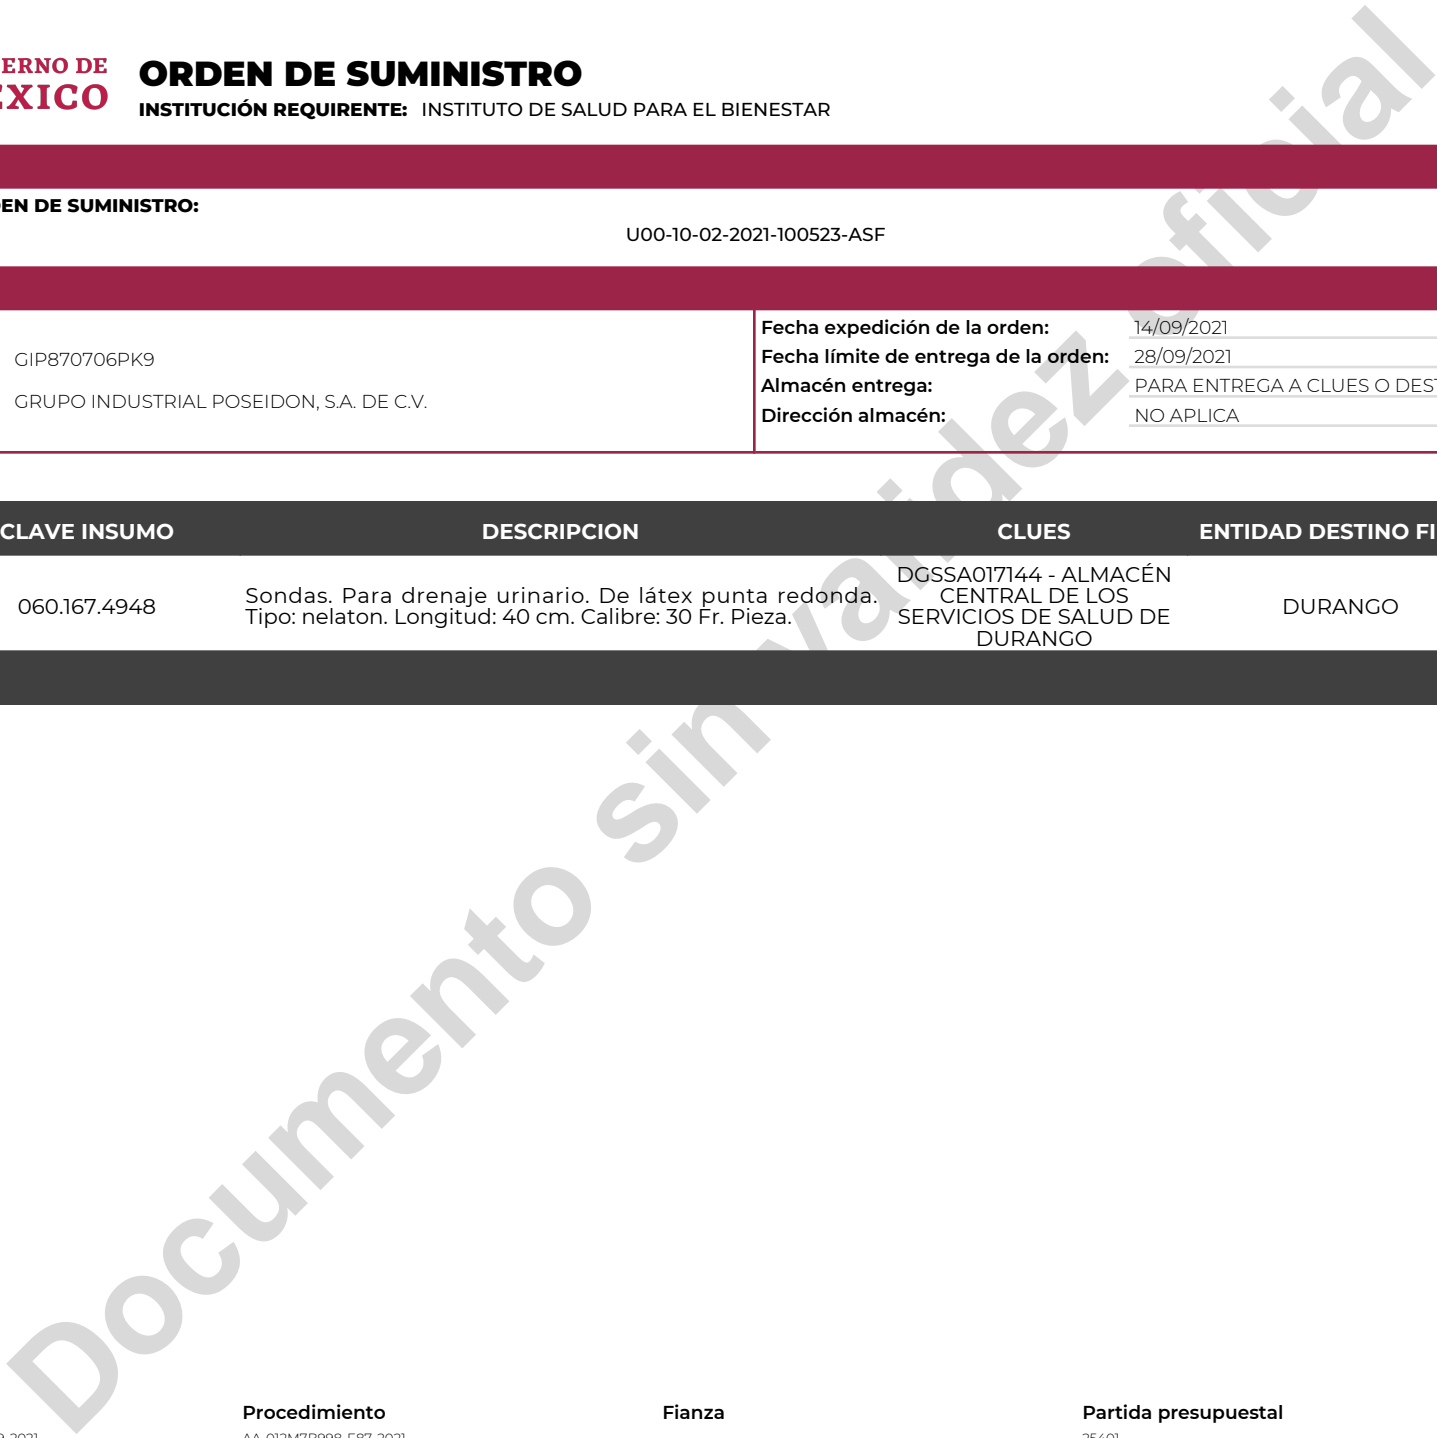 ERNO DE
ÉXICO
ORDEN DE SUMINISTRO
INSTITUCIÓN REQUIRENTE: INSTITUTO DE SALUD PARA EL BIENESTAR
EN DE SUMINISTRO:
U00-10-02-2021-100523-ASF
GIP870706PK9
GRUPO INDUSTRIAL POSEIDON, S.A. DE C.V.
Fecha expedición de la orden: 14/09/2021
Fecha límite de entrega de la orden: 28/09/2021
Almacén entrega: PARA ENTREGA A CLUES O DEST
Dirección almacén: NO APLICA
CLAVE INSUMO DESCRIPCION CLUES ENTIDAD DESTINO FI
060.167.4948
Sondas. Para drenaje urinario. De látex punta redonda.
Tipo: nelaton. Longitud: 40 cm. Calibre: 30 Fr. Pieza.
DGSSA017144 - ALMACÉN
CENTRAL DE LOS
SERVICIOS DE SALUD DE
DURANGO
DURANGO
Documento sin validez oficial
Procedimiento Fianza Partida presupuestal